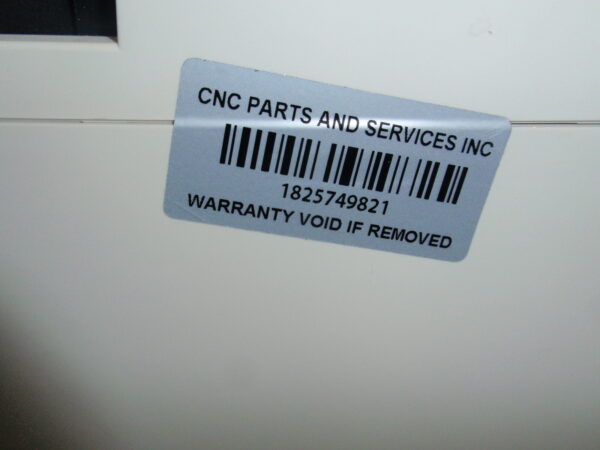 CNC PARTS AND SERVICES INC
1825749821
WARRANTY VOID IF REMOVED